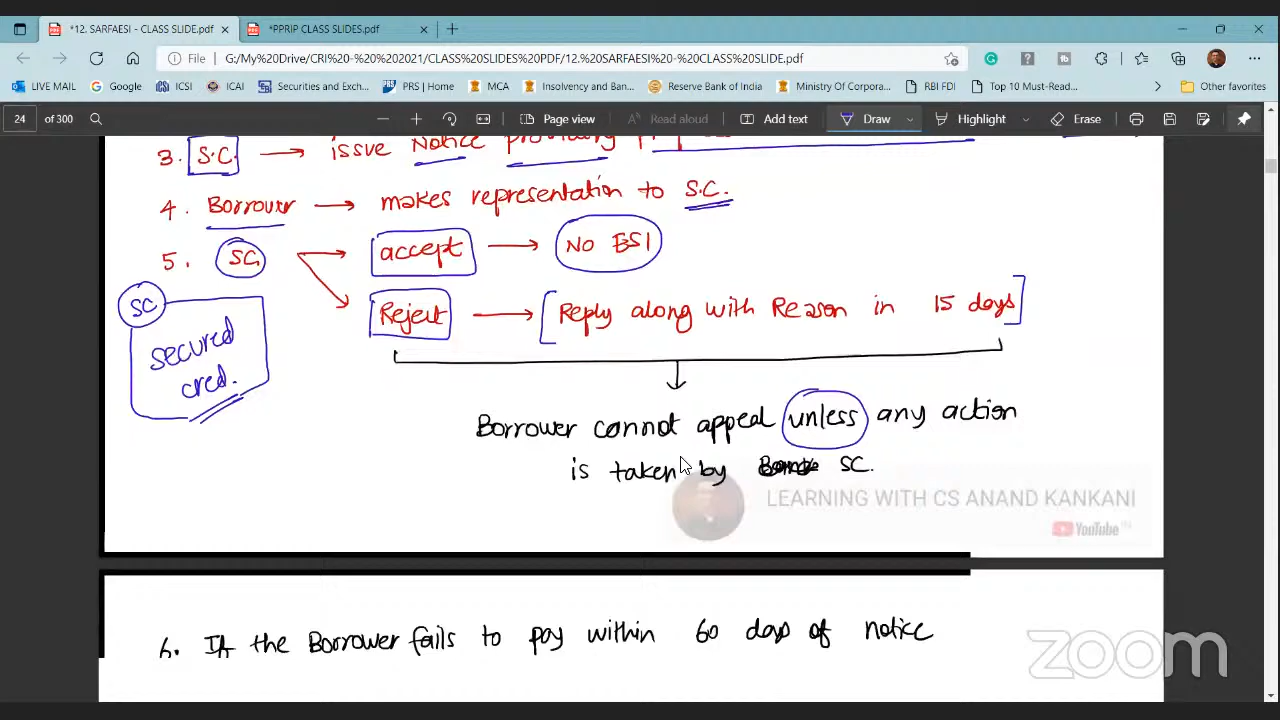 *12. SARFAESI - CLASS SLIDE.pdf
*PPRIP CLASS SLIDES.pdf
File
G:/My%20Drive/CRI%20-%20%202021/CLASS%20SLIDES%20PDF/12.%20SARFAESI%20-%20CLASS%20SLIDE.pdf
LIVE MAIL Google ICSI ICAI Securities and Exch... PRS | Home MCA Insolvency and Ban... Reserve Bank of India Ministry Of Corpora... RBI FDI Top 10 Must-Read... Other favorites
24 of 300 Page view Read aloud Add text Draw Highlight Erase
3. S.C. → issue Notice providing
4. Borrower → makes representation to S.C.
5. SC → accept → No ESI
SC
Reject → [Reply along with Reason in 15 days]
secured
cred.
Borrower cannot appeal unless any action
is taken by SC.
LEARNING WITH CS ANAND KANKANI
YouTube
6. If the Borrower fails to pay within 60 days of notice
zoom